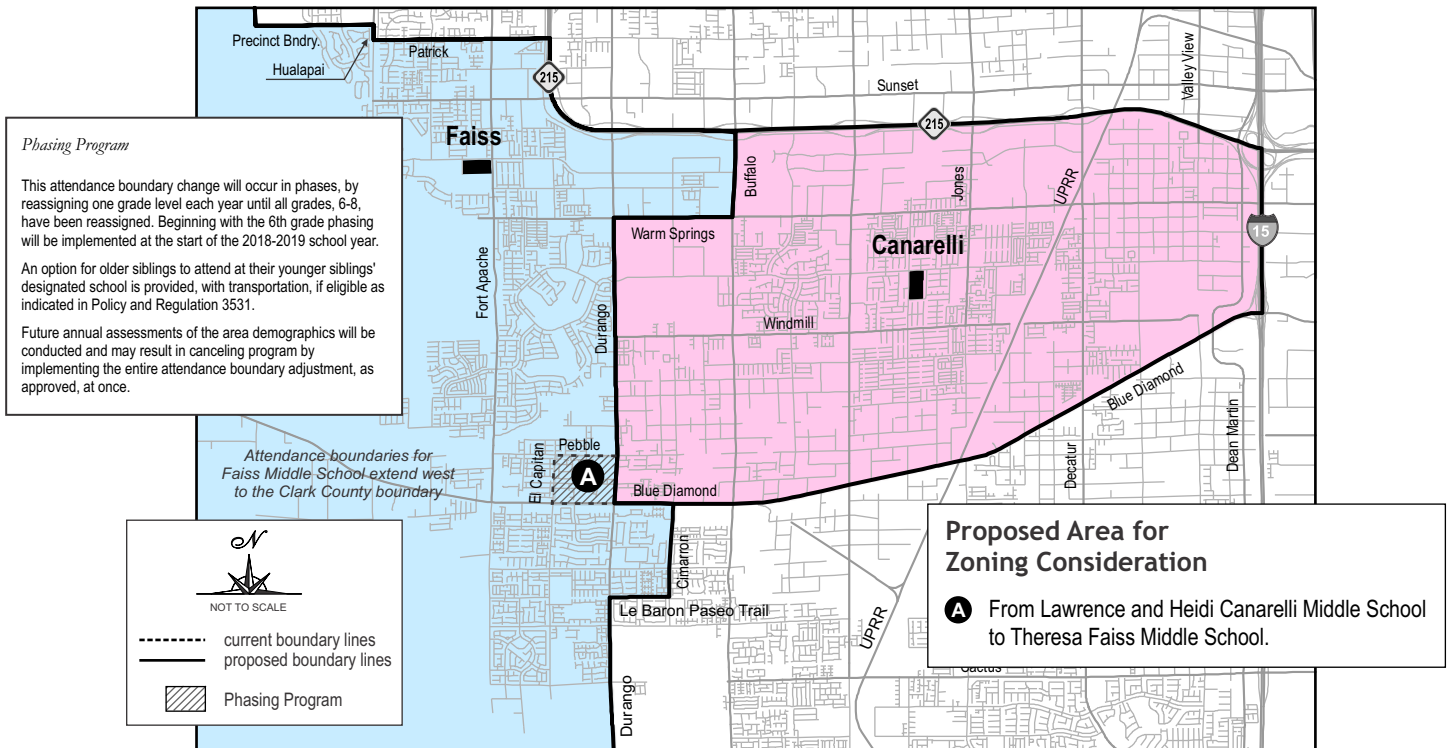 Precinct Bndry.
Hualapai
Patrick
215
Sunset
Valley View
215
Faiss
Buffalo
Jones
UPRR
15
Warm Springs
Canarelli
Fort Apache
Durango
Windmill
Blue Diamond
Decatur
Dean Martin
Pebble
El Capitan
A
Blue Diamond
Cimarron
Le Baron Paseo Trail
UPRR
Durango
Phasing Program
This attendance boundary change will occur in phases, by
reassigning one grade level each year until all grades, 6-8,
have been reassigned. Beginning with the 6th grade phasing
will be implemented at the start of the 2018-2019 school year.
An option for older siblings to attend at their younger siblings'
designated school is provided, with transportation, if eligible as
indicated in Policy and Regulation 3531.
Future annual assessments of the area demographics will be
conducted and may result in canceling program by
implementing the entire attendance boundary adjustment, as
approved, at once.
Attendance boundaries for
Faiss Middle School extend west
to the Clark County boundary
N
NOT TO SCALE
current boundary lines
proposed boundary lines
Phasing Program
Proposed Area for
Zoning Consideration
A From Lawrence and Heidi Canarelli Middle School
to Theresa Faiss Middle School.